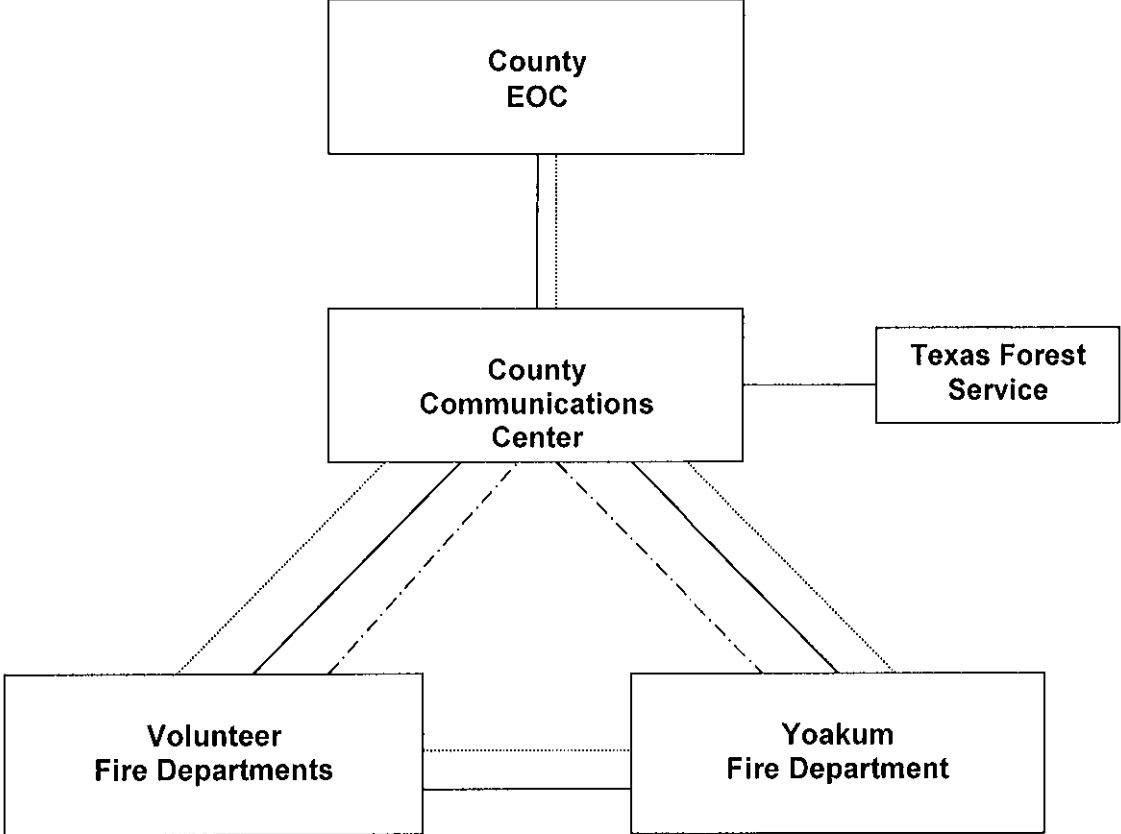 County
EOC
County
Communications
Center
Texas Forest
Service
Volunteer
Fire Departments
Yoakum
Fire Department